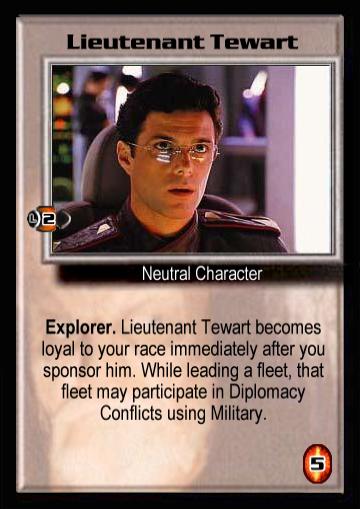 Lieutenant Tewart
L 2
Neutral Character
Explorer. Lieutenant Tewart becomes
loyal to your race immediately after you
sponsor him. While leading a fleet, that
fleet may participate in Diplomacy
Conflicts using Military.
5